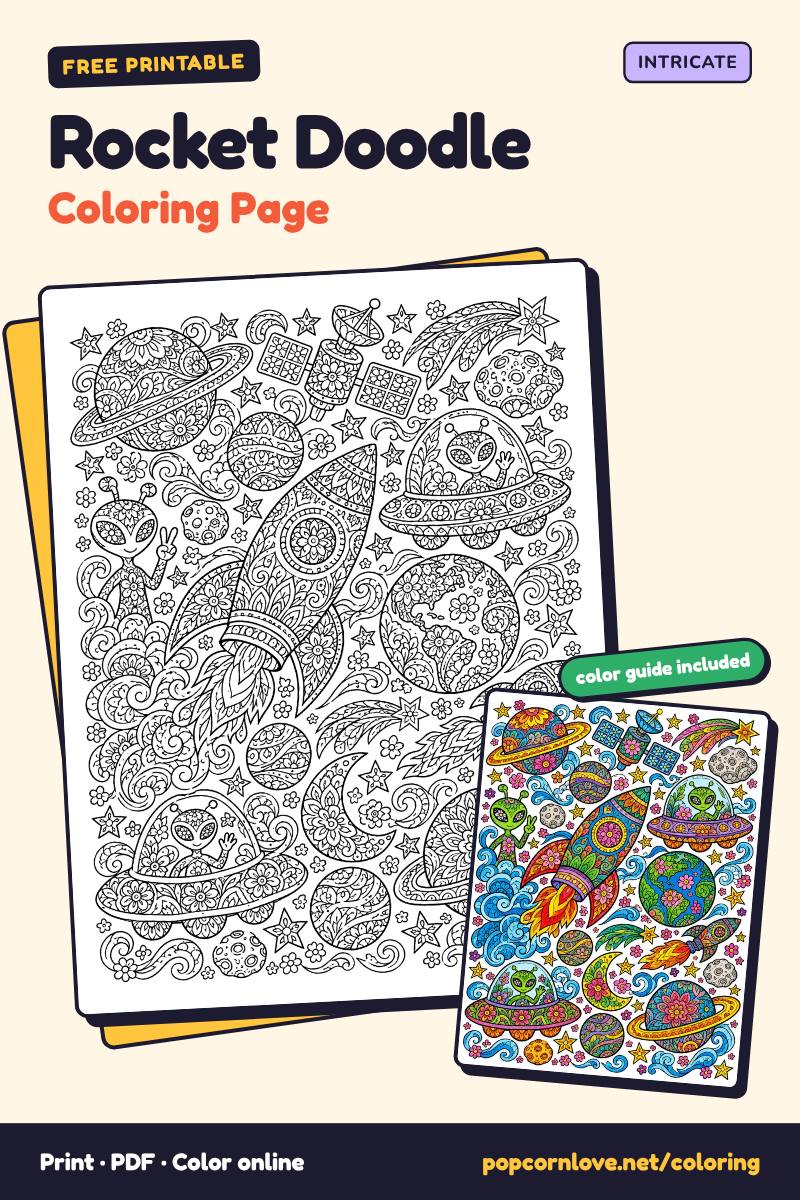 FREE PRINTABLE
INTRICATE
Rocket Doodle
Coloring Page
color guide included
Print · PDF · Color online
popcornlove.net/coloring